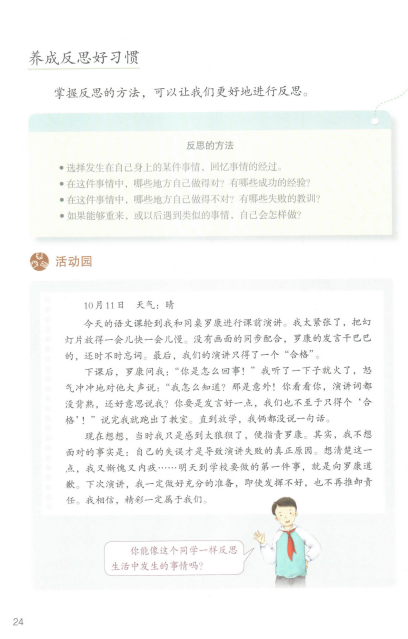 养成反思好习惯
掌握反思的方法，可以让我们更好地进行反思。
反思的方法
●选择发生在自己身上的某件事情，回忆事情的经过。
●在这件事情中，哪些地方自己做得对？有哪些成功的经验？
●在这件事情中，哪些地方自己做得不对？有哪些失败的教训？
●如果能够重来，或以后遇到类似的事情，自己会怎样做？
活动园
10月11日 天气：晴
今天的语文课轮到我和同桌罗康进行课前演讲。我太紧张了，把幻
灯片放得一会儿快一会儿慢。没有画面的同步配合，罗康的发言干巴巴
的，还时不时忘词。最后，我们的演讲只得了一个“合格”。
下课后，罗康问我：“你是怎么回事！”我听了一下子就火了，怒
气冲冲地对他大声说：“我怎么知道？那是意外！你看看你，演讲词都
没背熟，还好意思说我？你要是发言好一点，我们也不至于只得个‘合
格’！”说完我就跑出了教室。直到放学，我俩都没说一句话。
现在想想，当时我只是感到太狼狈了，便指责罗康。其实，我不想
面对的事实是：自己的失误才是导致演讲失败的真正原因。想清楚这一
点，我又惭愧又内疚……明天到学校要做的第一件事，就是向罗康道
歉。下次演讲，我一定做好充分的准备，即使发挥不好，也不再推卸责
任。我相信，精彩一定属于我们。
你能像这个同学一样反思
生活中发生的事情吗？
24